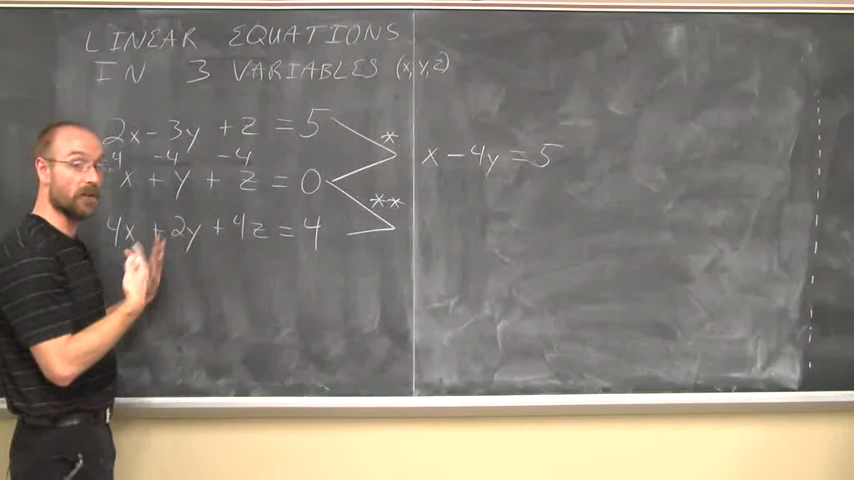 LINEAR EQUATIONS
IN 3 VARIABLES (x,y,z)
2x - 3y + z = 5
*
-4 -4 -4
x + y + z = 0
x - 4y = 5
**
4x + 2y + 4z = 4